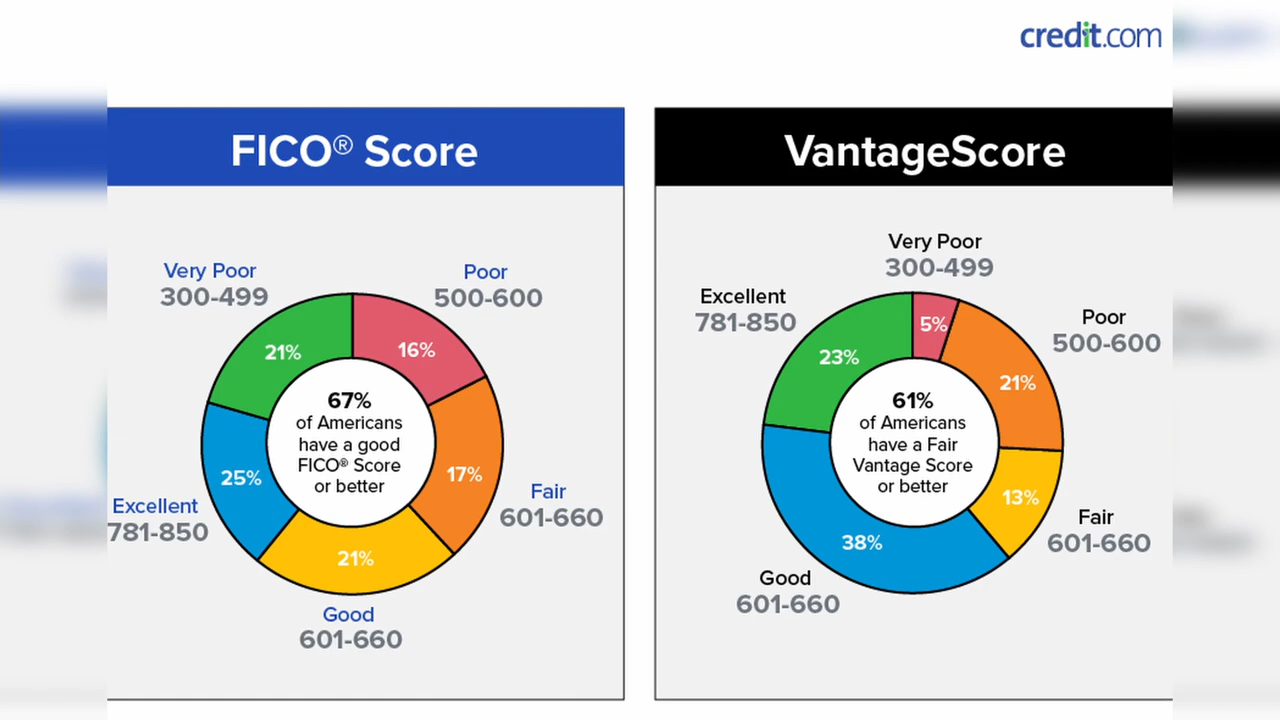 credit.com
FICO® Score
Very Poor
300-499
Poor
500-600
21%
16%
67%
of Americans
have a good
FICO® Score
or better
25%
17%
Excellent
781-850
Fair
601-660
21%
Good
601-660
VantageScore
Very Poor
300-499
Excellent
781-850
Poor
500-600
5%
23%
21%
61%
of Americans
have a Fair
Vantage Score
or better
13%
38%
Fair
601-660
Good
601-660